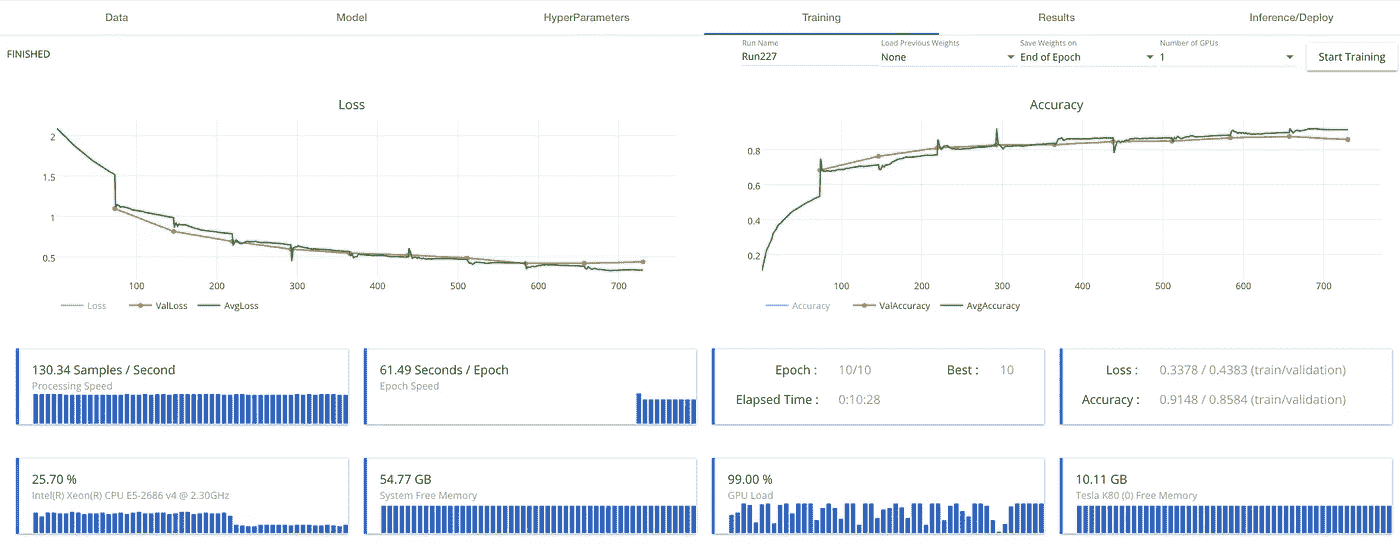 Data Model HyperParameters Training Results Inference/Deploy
FINISHED
Run Name Load Previous Weights Save Weights on Number of GPUs
Run227 None End of Epoch 1 Start Training
Loss
2
1.5
1
0.5
100 200 300 400 500 600 700
Loss ValLoss AvgLoss
Accuracy
0.8
0.6
0.4
0.2
100 200 300 400 500 600 700
Accuracy ValAccuracy AvgAccuracy
130.34 Samples / Second
Processing Speed
61.49 Seconds / Epoch
Epoch Speed
Epoch : 10/10 Best : 10
Elapsed Time : 0:10:28
Loss : 0.3378 / 0.4383 (train/validation)
Accuracy : 0.9148 / 0.8584 (train/validation)
25.70 %
Intel(R) Xeon(R) CPU E5-2686 v4 @ 2.30GHz
54.77 GB
System Free Memory
99.00 %
GPU Load
10.11 GB
Tesla K80 (0) Free Memory